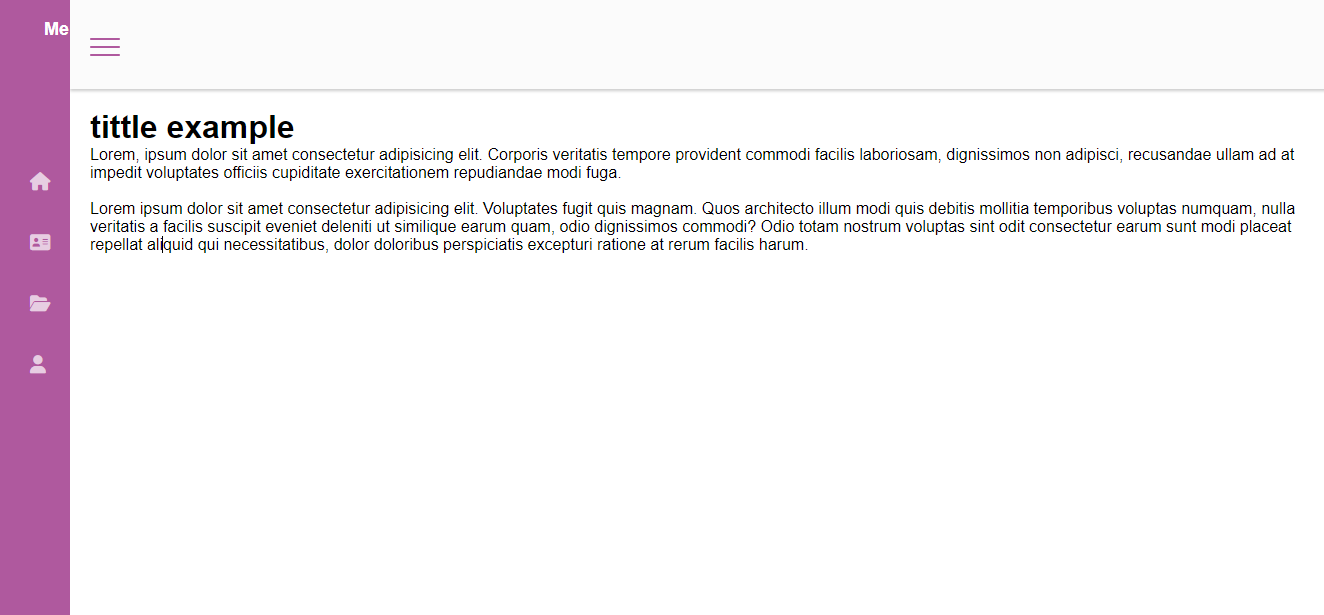 Me
tittle example
Lorem, ipsum dolor sit amet consectetur adipisicing elit. Corporis veritatis tempore provident commodi facilis laboriosam, dignissimos non adipisci, recusandae ullam ad at
impedit voluptates officiis cupiditate exercitationem repudiandae modi fuga.
Lorem ipsum dolor sit amet consectetur adipisicing elit. Voluptates fugit quis magnam. Quos architecto illum modi quis debitis mollitia temporibus voluptas numquam, nulla
veritatis a facilis suscipit eveniet deleniti ut similique earum quam, odio dignissimos commodi? Odio totam nostrum voluptas sint odit consectetur earum sunt modi placeat
repellat aliquid qui necessitatibus, dolor doloribus perspiciatis excepturi ratione at rerum facilis harum.